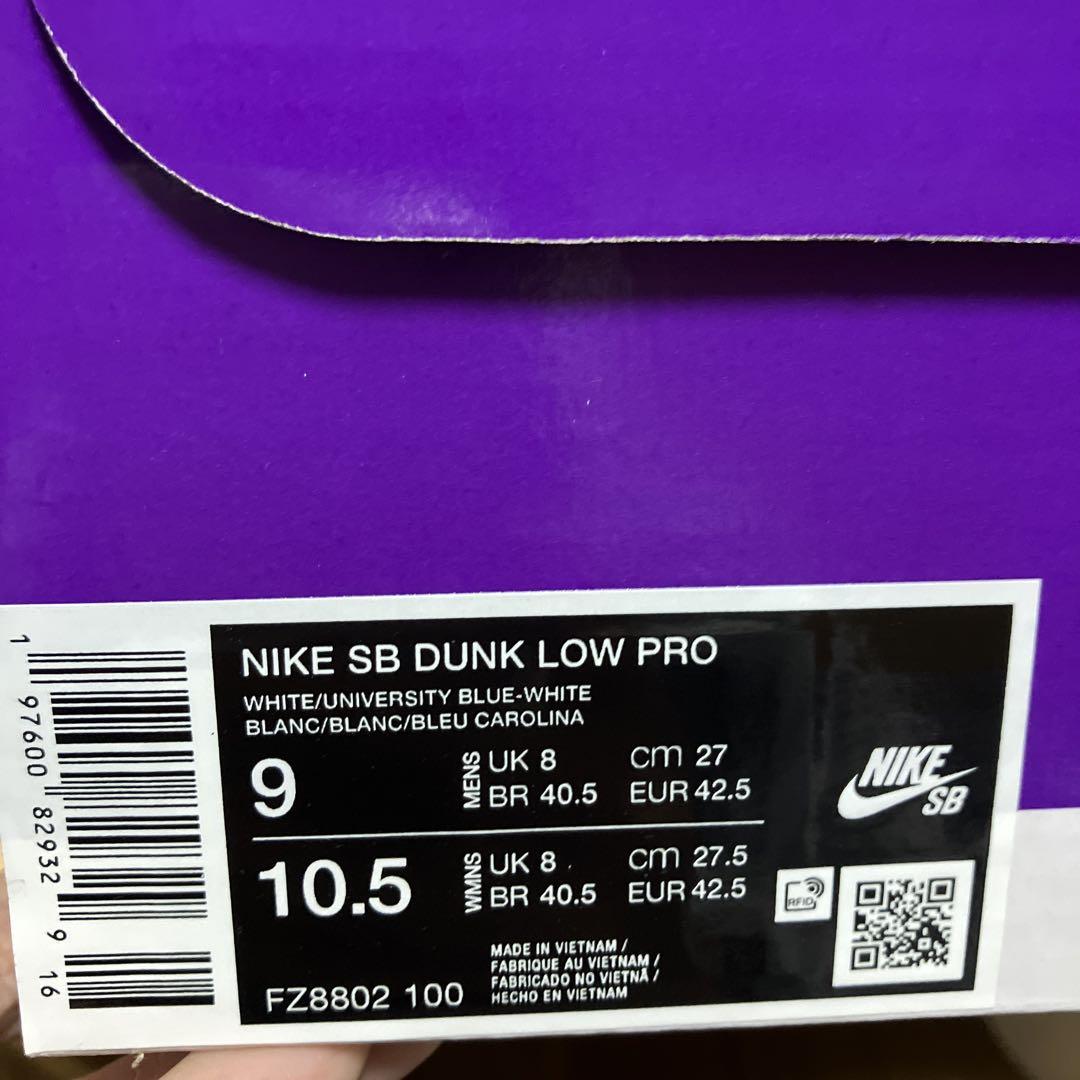 NIKE SB DUNK LOW PRO
WHITE/UNIVERSITY BLUE-WHITE
BLANC/BLANC/BLEU CAROLINA
9
MENS
UK 8 cm 27
BR 40.5 EUR 42.5
10.5
WMNS
UK 8 cm 27.5
BR 40.5 EUR 42.5
NIKE
SB
RFID
FZ8802 100
MADE IN VIETNAM /
FABRIQUE AU VIETNAM /
FABRICADO NO VIETNÃ /
HECHO EN VIETNAM
1 97600 82932 9 16